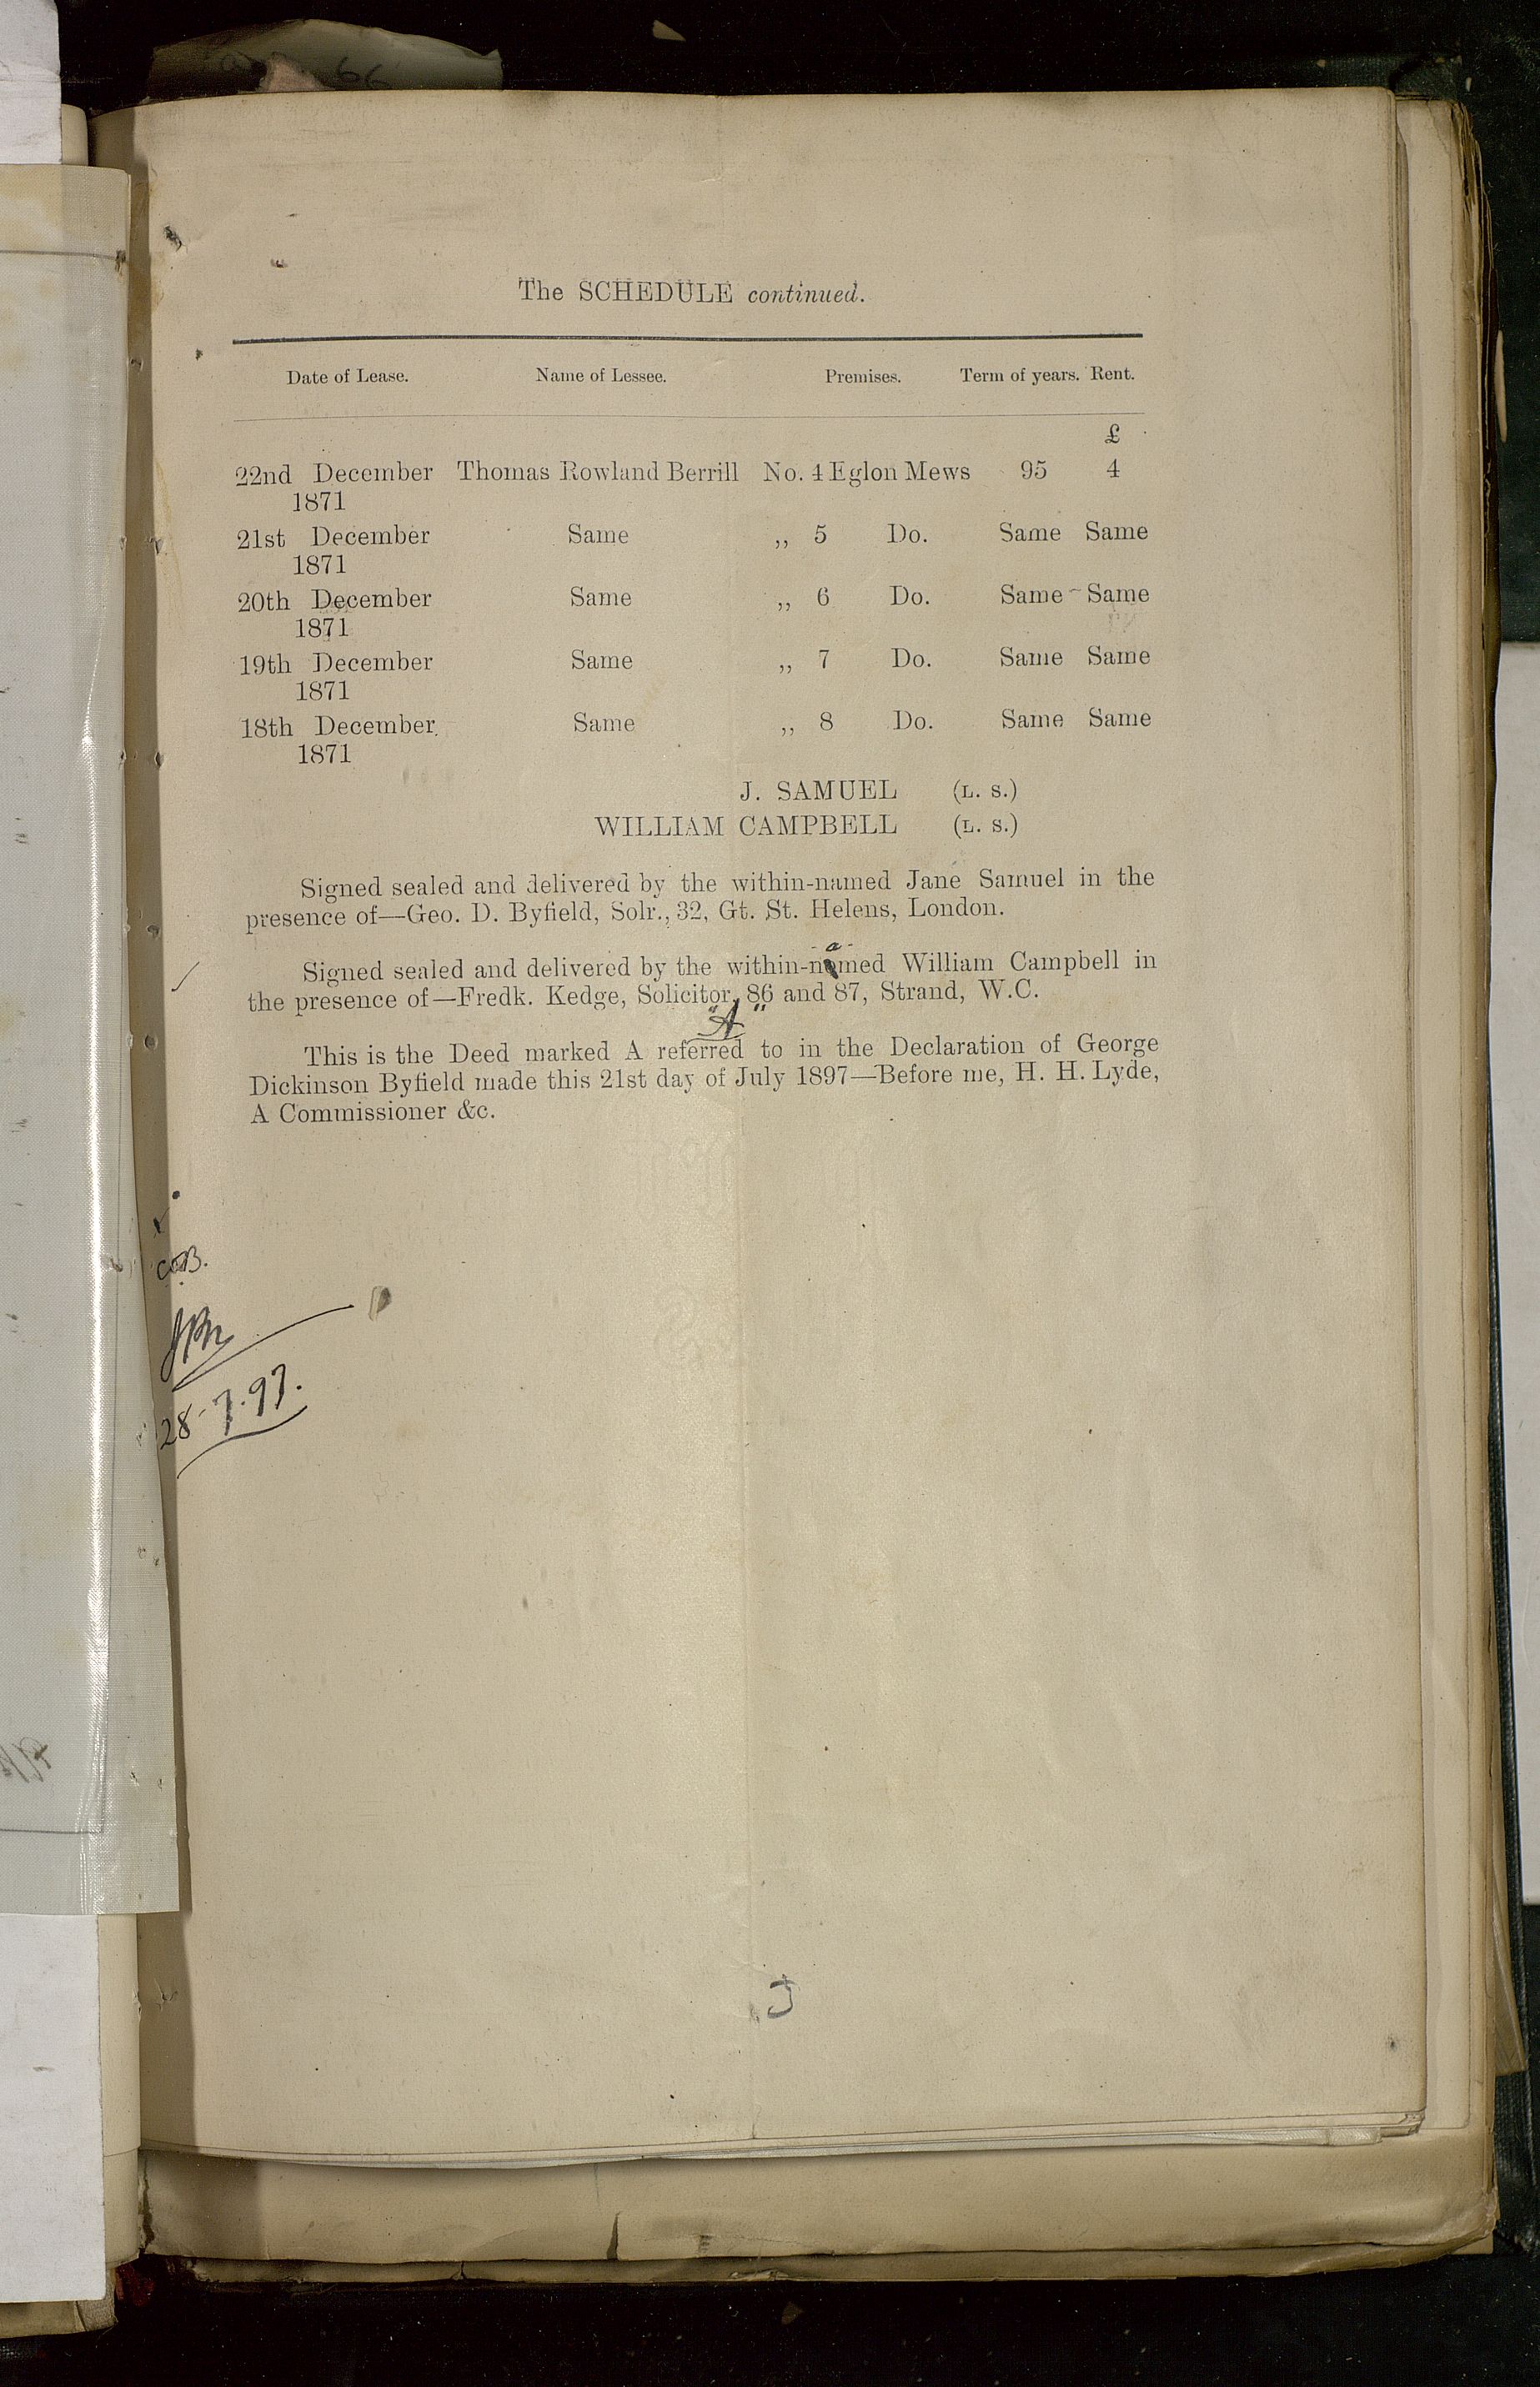 The SCHEDULE continued.
Date of Lease. Name of Lessee. Premises. Term of years. Rent.
£
22nd December Thomas Rowland Berrill No. 4 Eglon Mews 95 4
1871
21st December Same „ 5 Do. Same Same
1871
20th December Same „ 6 Do. Same Same
1871
19th December Same „ 7 Do. Same Same
1871
18th December Same „ 8 Do. Same Same
1871
J. SAMUEL (L. S.)
WILLIAM CAMPBELL (L. S.)
Signed sealed and delivered by the within-named Jane Samuel in the
presence of—Geo. D. Byfield, Solr., 32, Gt. St. Helens, London.
Signed sealed and delivered by the within-named William Campbell in
the presence of—Fredk. Kedge, Solicitor, 86 and 87, Strand, W.C.
"A"
This is the Deed marked A referred to in the Declaration of George
Dickinson Byfield made this 21st day of July 1897—Before me, H. H. Lyde,
A Commissioner &c.
28-7-97.